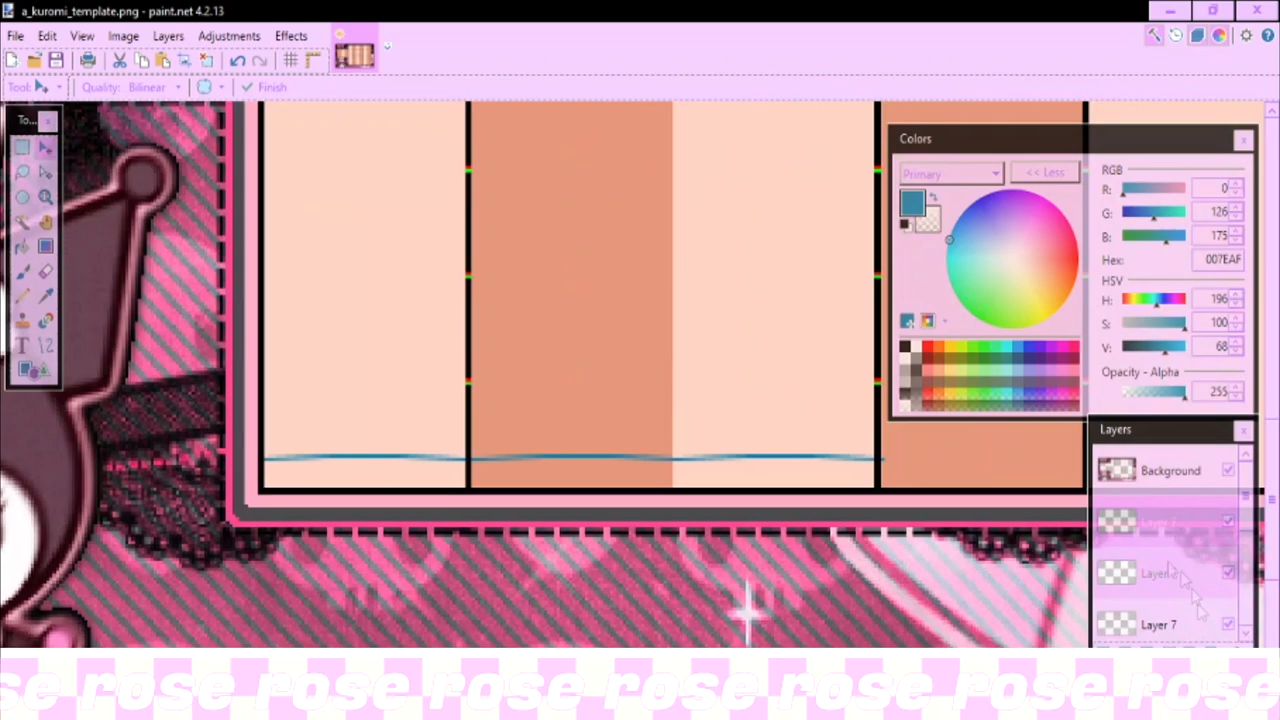 a_kuromi_template.png - paint.net 4.2.13
File Edit View Image Layers Adjustments Effects
Tool: Quality: Bilinear Finish
To...
Colors
Primary << Less
RGB
R: 0
G: 126
B: 175
Hex: 007EAF
HSV
H: 196
S: 100
V: 68
Opacity - Alpha
255
Layers
Background
Layer 7
rose rose rose rose rose rose rose rose